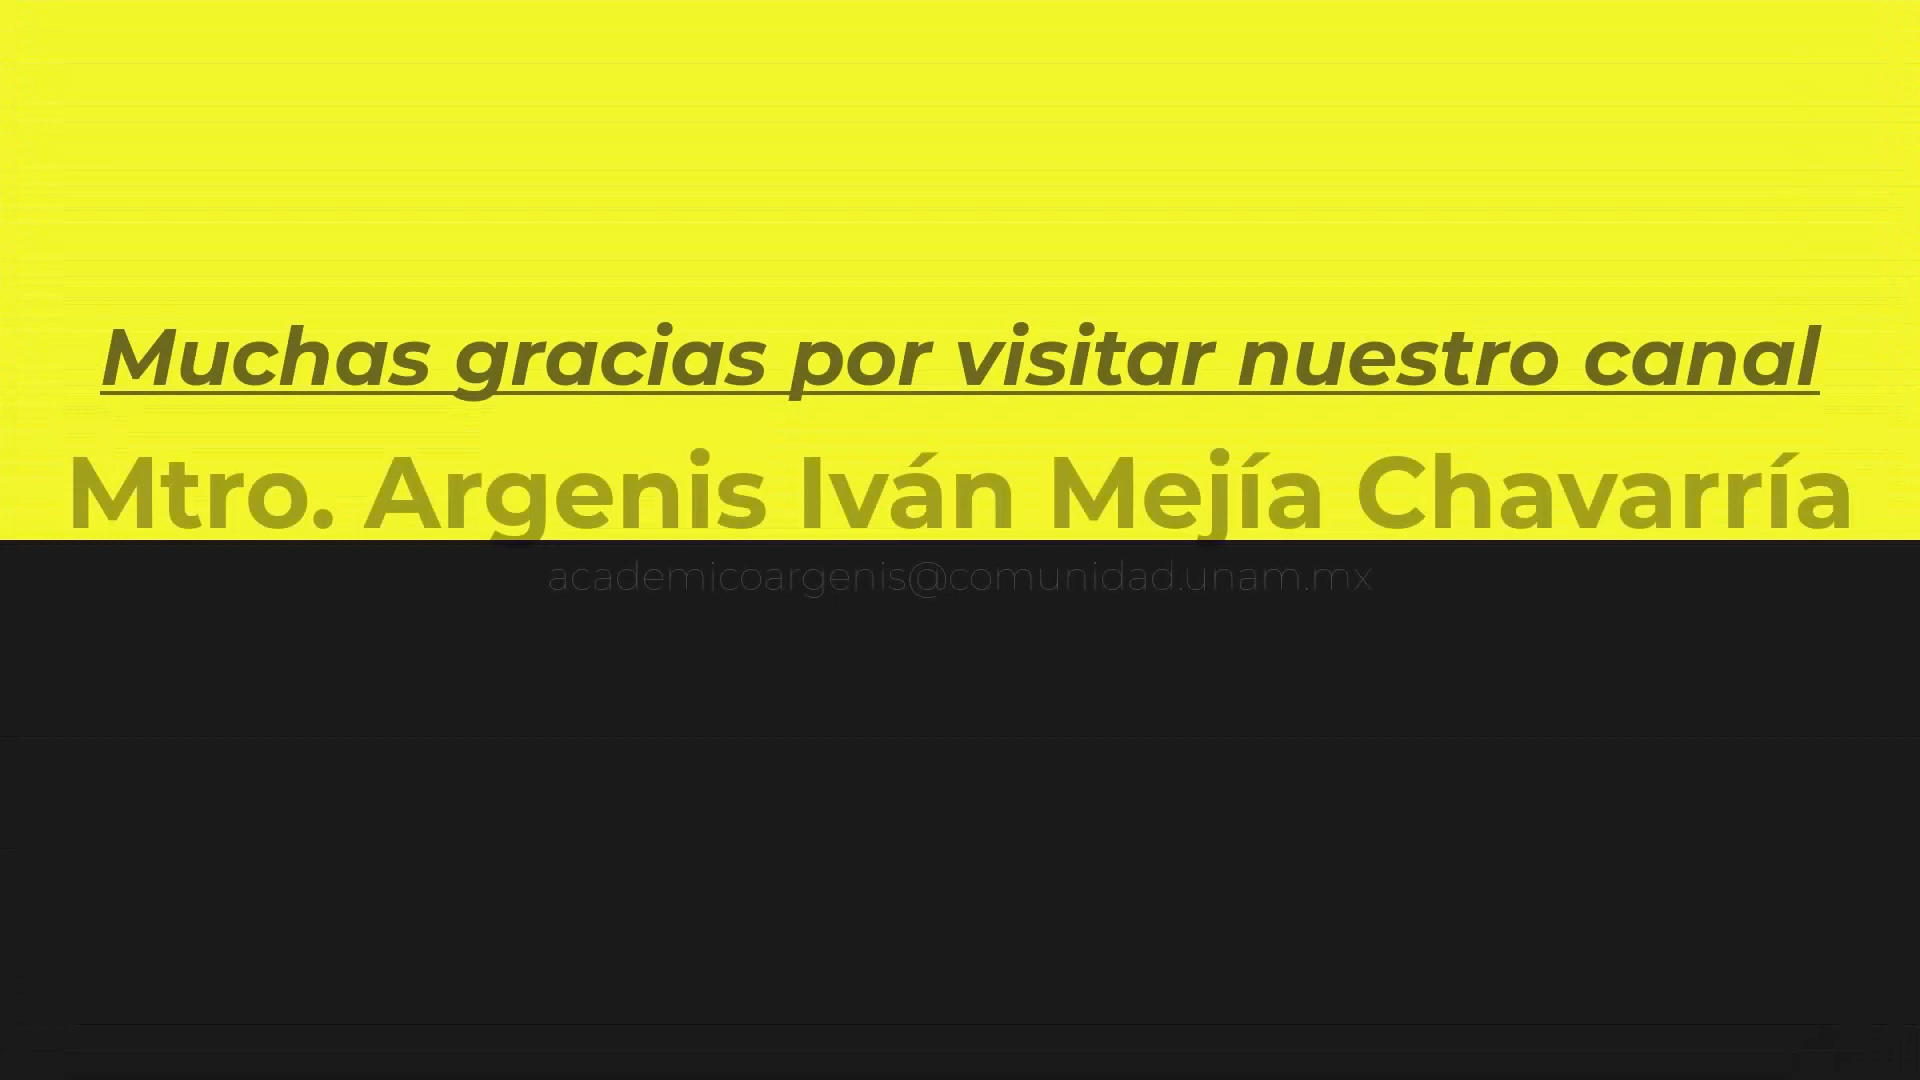 Muchas gracias por visitar nuestro canal
Mtro. Argenis Iván Mejía Chavarría
academicoargenis@comunidad.unam.mx